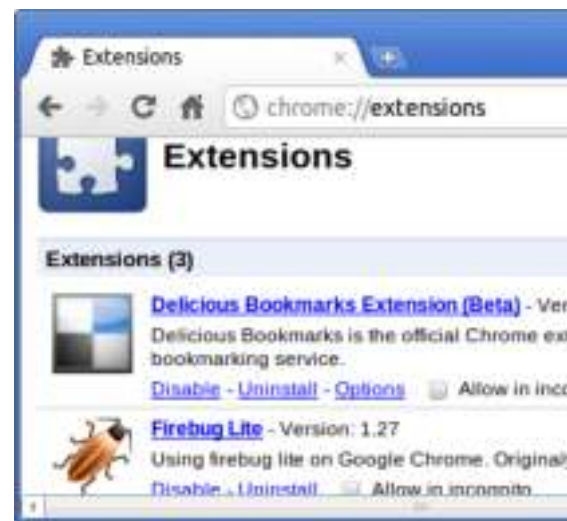 Extensions
chrome://extensions
Extensions
Extensions (3)
Delicious Bookmarks Extension (Beta) - Ver
Delicious Bookmarks is the official Chrome ext
bookmarking service.
Disable - Uninstall - Options Allow in inco
Firebug Lite - Version: 1.27
Using firebug lite on Google Chrome. Originaly
Disable - Uninstall Allow in incognito